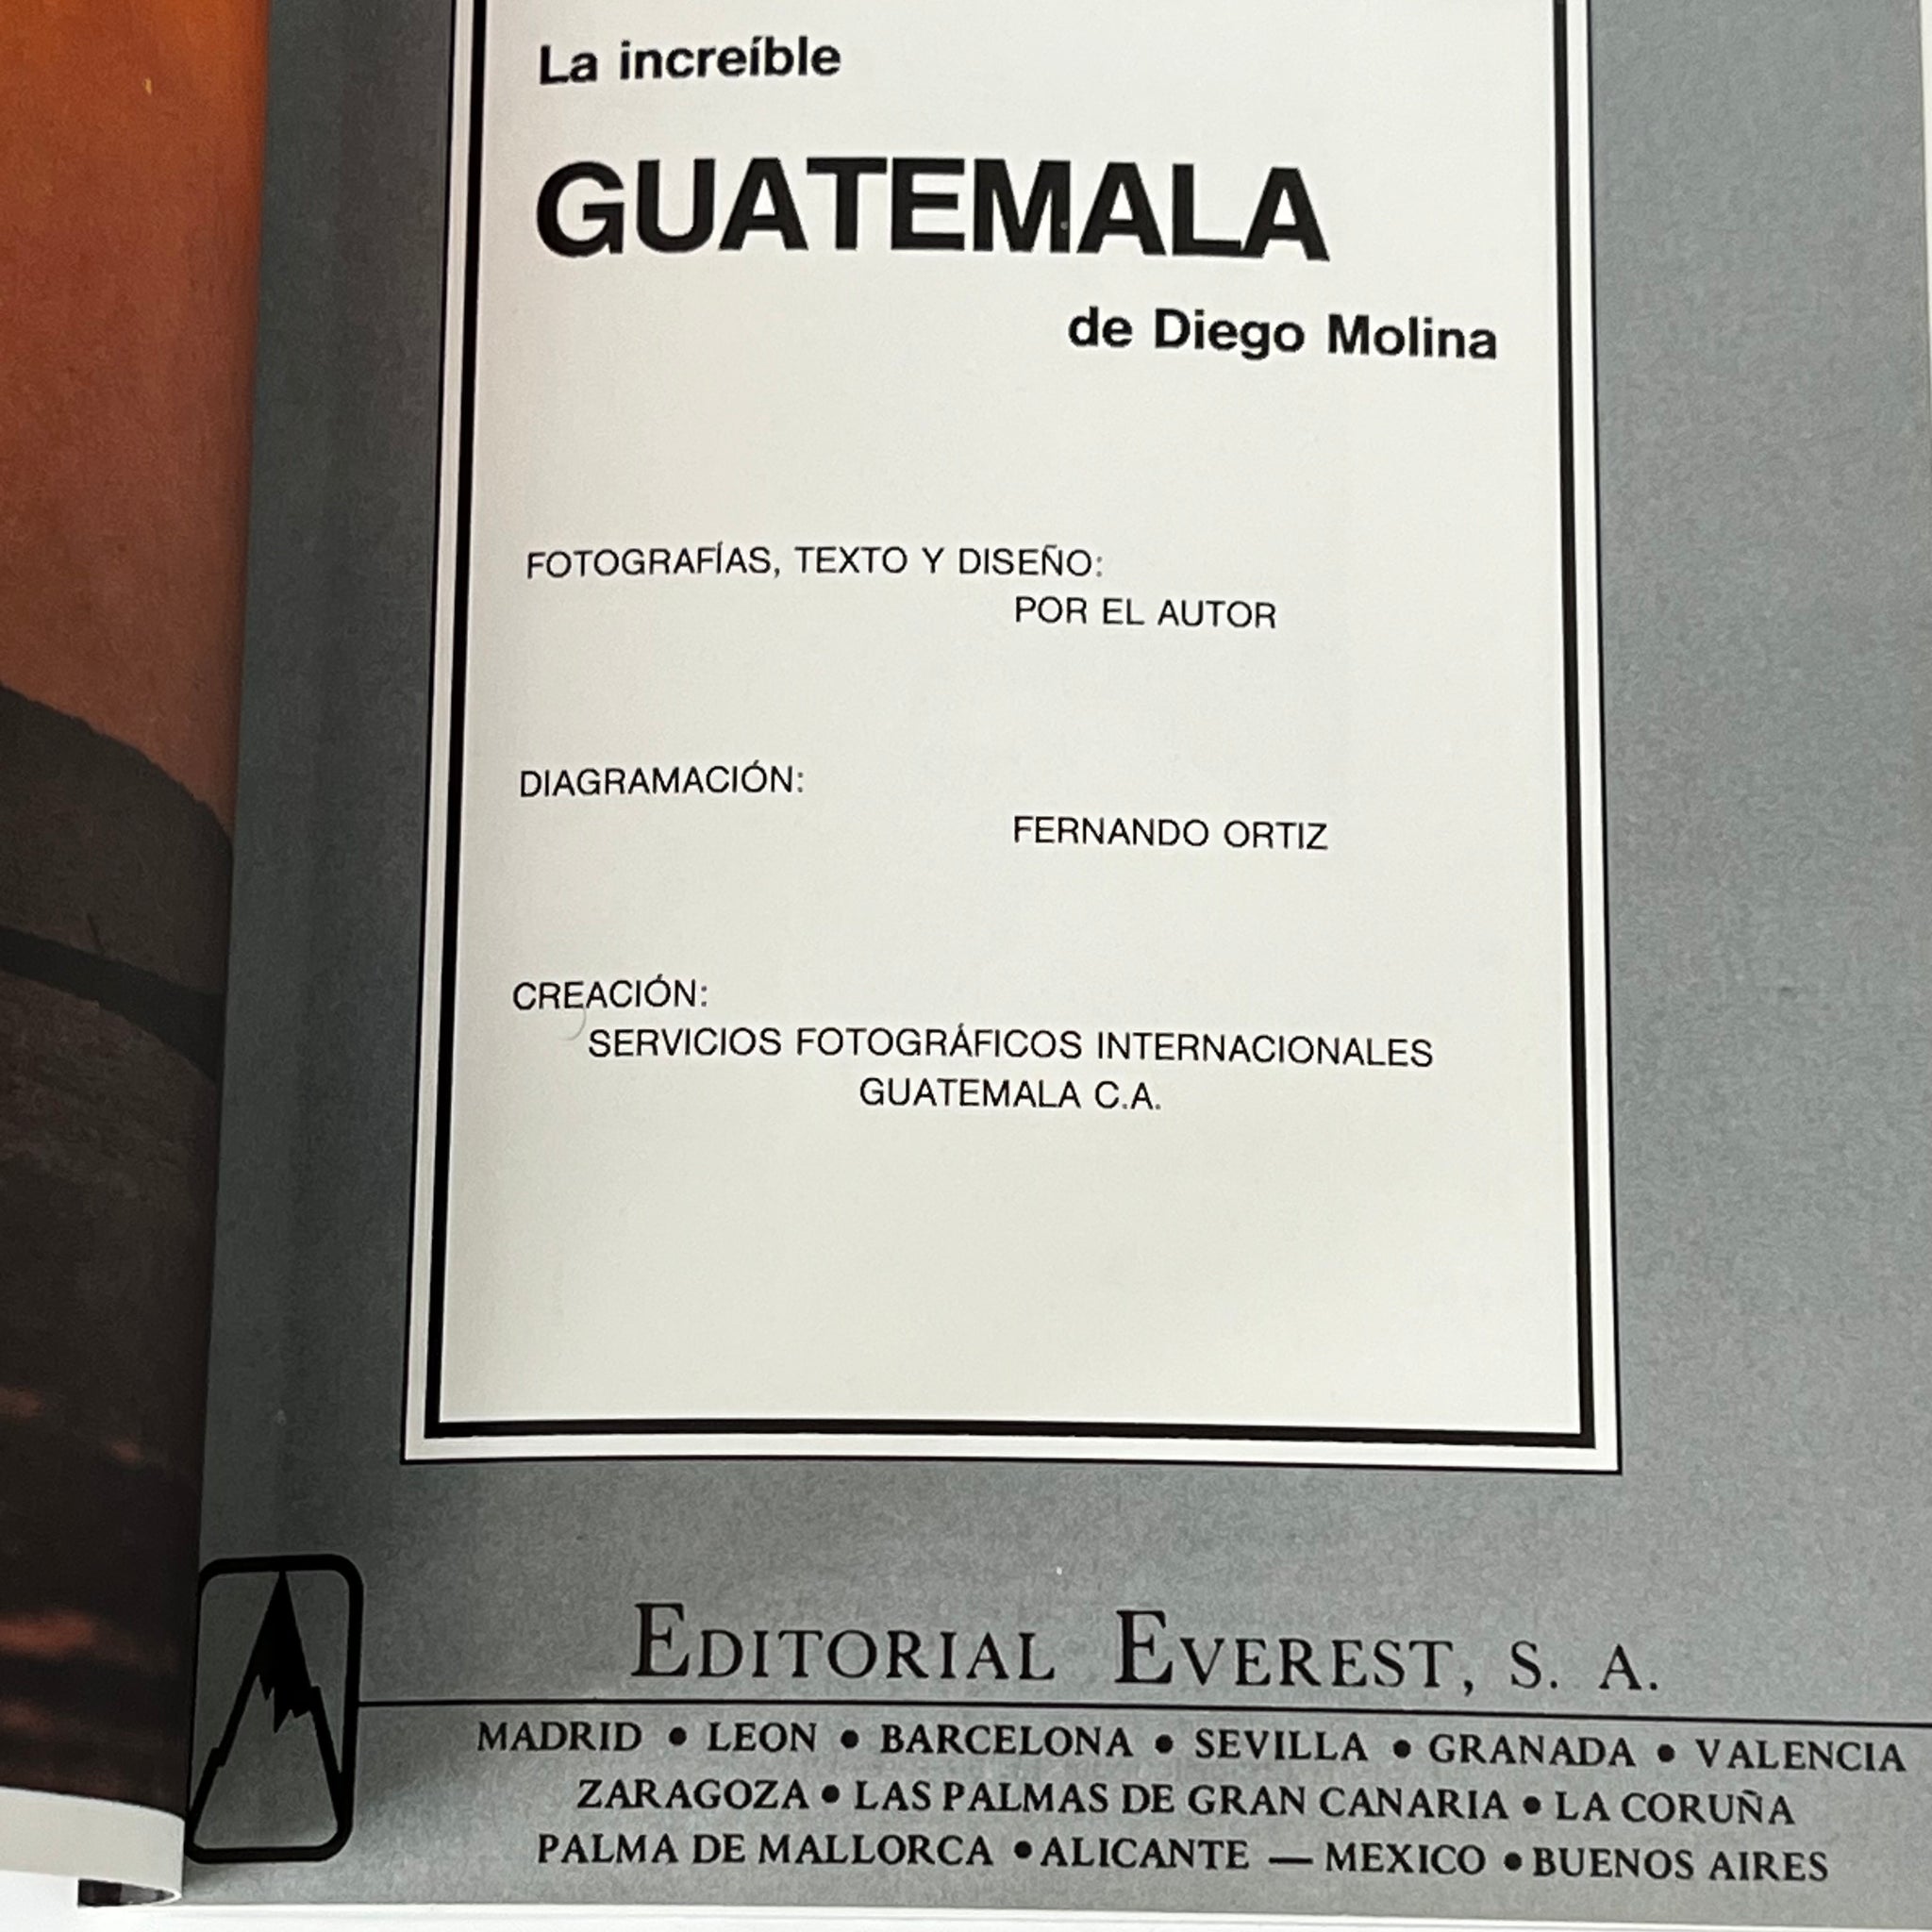 La increíble
GUATEMALA
de Diego Molina
FOTOGRAFÍAS, TEXTO Y DISEÑO:
POR EL AUTOR
DIAGRAMACIÓN:
FERNANDO ORTIZ
CREACIÓN:
SERVICIOS FOTOGRÁFICOS INTERNACIONALES
GUATEMALA C.A.
EDITORIAL EVEREST, S. A.
MADRID • LEON • BARCELONA • SEVILLA • GRANADA • VALENCIA
ZARAGOZA • LAS PALMAS DE GRAN CANARIA • LA CORUÑA
PALMA DE MALLORCA • ALICANTE — MEXICO • BUENOS AIRES